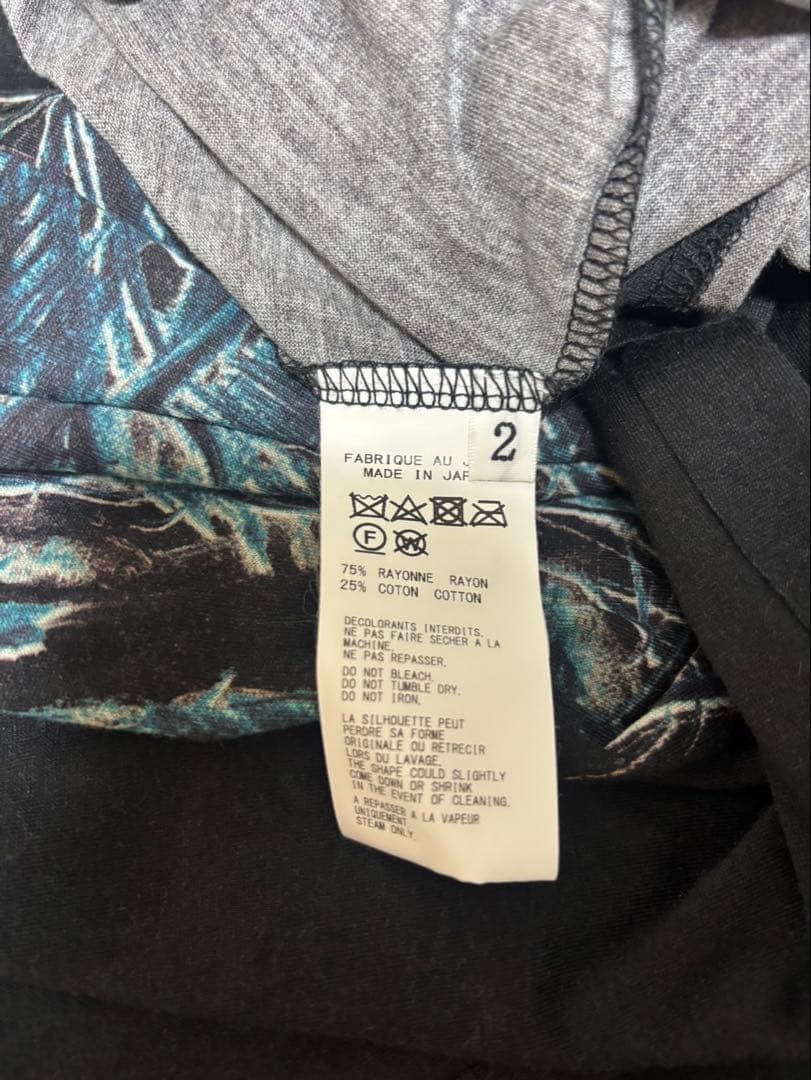 2
FABRIQUE AU
MADE IN
F
W
75% RAYONNE RAYON
25% COTON COTTON
DECOLORANTS INTERDITS.
NE PAS FAIRE SECHER A LA
MACHINE.
NE PAS REPASSER.
DO NOT BLEACH.
DO NOT TUMBLE DRY.
DO NOT IRON.
LA SILHOUETTE PEUT
PERDRE SA FORME
ORIGINALE OU RETRECIR
LORS DU LAVAGE.
THE SHAPE COULD SLIGHTLY
COME DOWN OR SHRINK
IN THE EVENT OF CLEANING.
A REPASSER A LA VAPEUR
UNIQUEMENT.
STEAM ONLY.